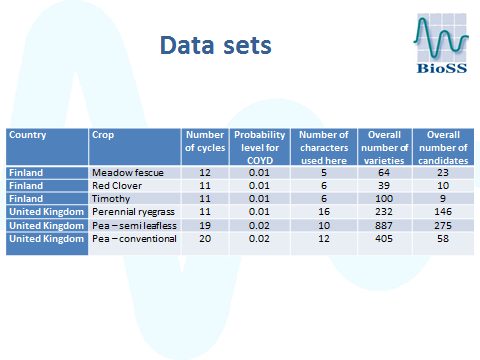 Data sets
BioSS
Country Crop Number of cycles Probability level for COYD Number of characters used here Overall number of varieties Overall number of candidates
Finland Meadow fescue 12 0.01 5 64 23
Finland Red Clover 11 0.01 6 39 10
Finland Timothy 11 0.01 6 100 9
United Kingdom Perennial ryegrass 11 0.01 16 232 146
United Kingdom Pea – semi leafless 19 0.02 10 887 275
United Kingdom Pea – conventional 20 0.02 12 405 58